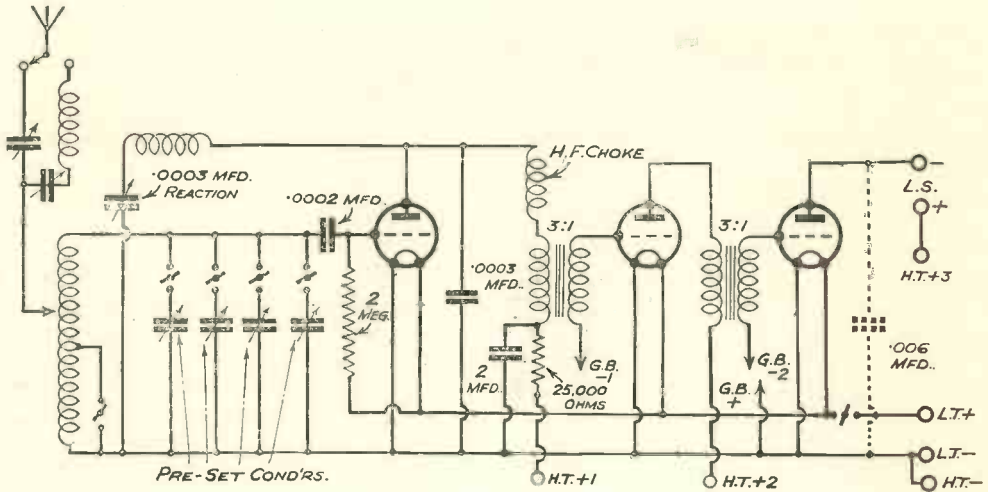 H.F. CHOKE
.0003 MFD.
REACTION
.0002 MFD.
3:1
3:1
L.S.
+
−
H.T.+3
.0003
MFD..
2
MEG.
2
MFD..
25,000
OHMS
G.B.
-1
G.B.
-2
G.B.
+
.006
MFD..
L.T.+
L.T.-
H.T.-
PRE-SET COND'RS.
H.T.+1
H.T.+2